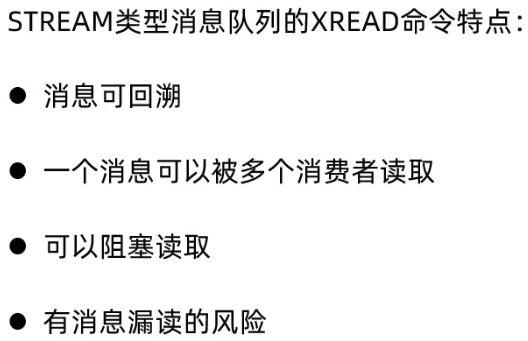 STREAM类型消息队列的XREAD命令特点：
● 消息可回溯
● 一个消息可以被多个消费者读取
● 可以阻塞读取
● 有消息漏读的风险